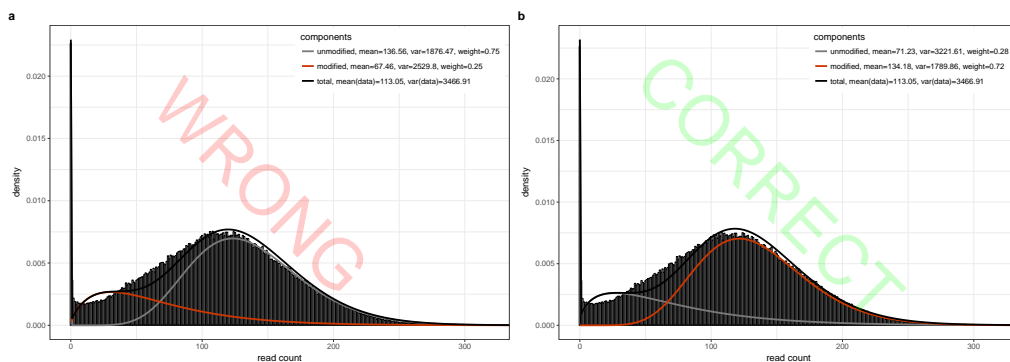 a
components
unmodified, mean=136.56, var=1876.47, weight=0.75
modified, mean=67.46, var=2529.8, weight=0.25
total, mean(data)=113.05, var(data)=3466.91
WRONG
density
0.020
0.015
0.010
0.005
0.000
0
100
200
300
read count
b
components
unmodified, mean=71.23, var=3221.61, weight=0.28
modified, mean=134.18, var=1789.86, weight=0.72
total, mean(data)=113.05, var(data)=3466.91
CORRECT
density
0.020
0.015
0.010
0.005
0.000
0
100
200
300
read count